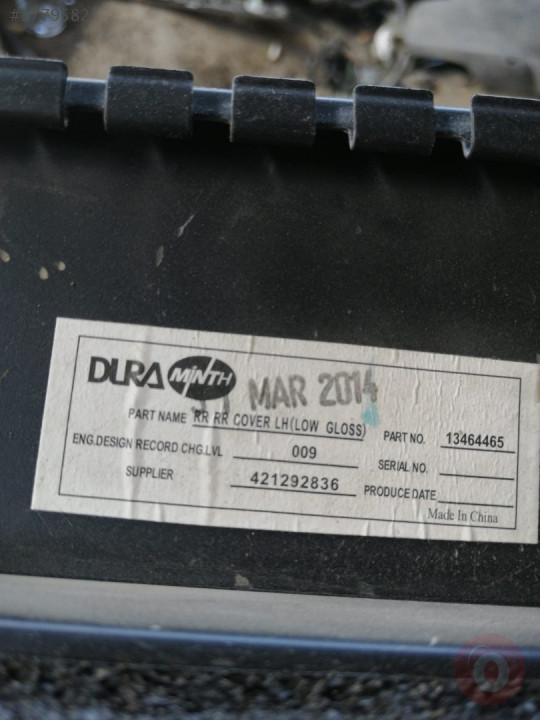 DURA MINTH
MAR 2014
PART NAME RR RR COVER LH(LOW GLOSS) PART NO. 13464465
ENG.DESIGN RECORD CHG.LVL 009 SERIAL NO.
SUPPLIER 421292836 PRODUCE DATE
Made In China